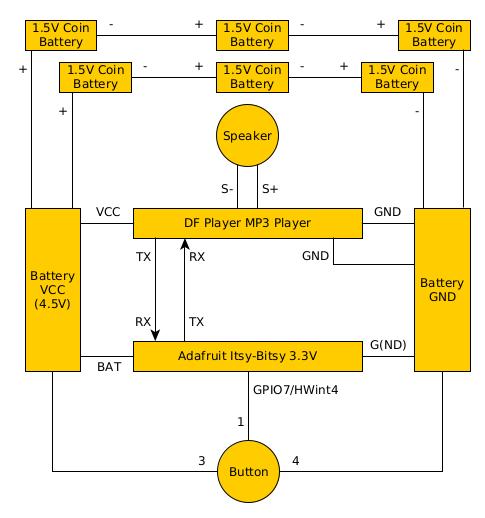 1.5V Coin
Battery
-
+
1.5V Coin
Battery
-
+
1.5V Coin
Battery
+
1.5V Coin
Battery
-
+
1.5V Coin
Battery
-
+
1.5V Coin
Battery
-
+
-
Speaker
S-
S+
VCC
DF Player MP3 Player
GND
TX
RX
GND
Battery
VCC
(4.5V)
Battery
GND
RX
TX
Adafruit Itsy-Bitsy 3.3V
G(ND)
BAT
GPIO7/HWint4
1
3
Button
4